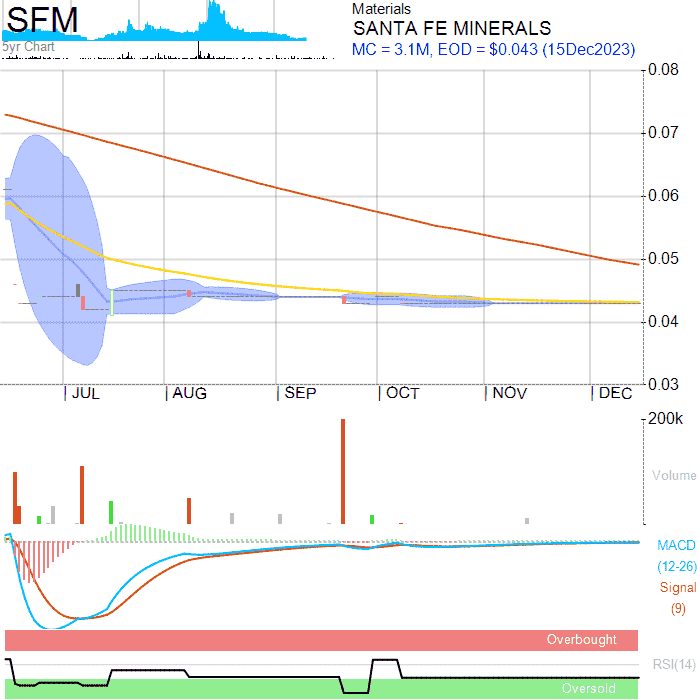 SFM
5yr Chart
Materials
SANTA FE MINERALS
MC = 3.1M, EOD = $0.043 (15Dec2023)
0.08
0.07
0.06
0.05
0.04
0.03
JUL AUG SEP OCT NOV DEC
200k
Volume
MACD
(12-26)
Signal
(9)
Overbought
RSI(14)
Oversold